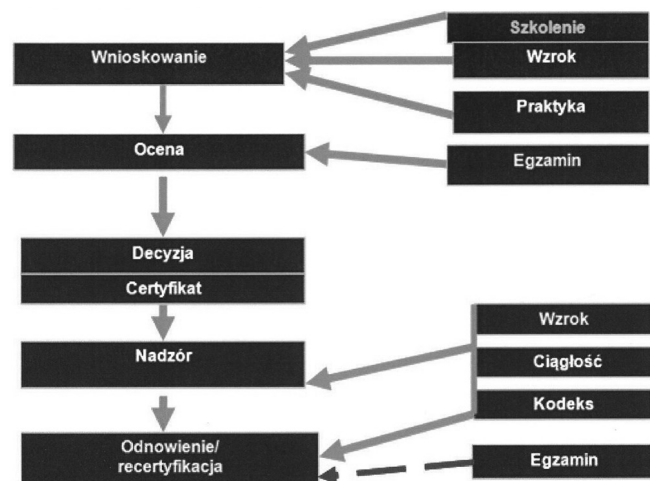 Szkolenie
Wnioskowanie
Wzrok
Praktyka
Ocena
Egzamin
Decyzja
Certyfikat
Wzrok
Nadzór
Ciągłość
Kodeks
Odnowienie/
recertyfikacja
Egzamin